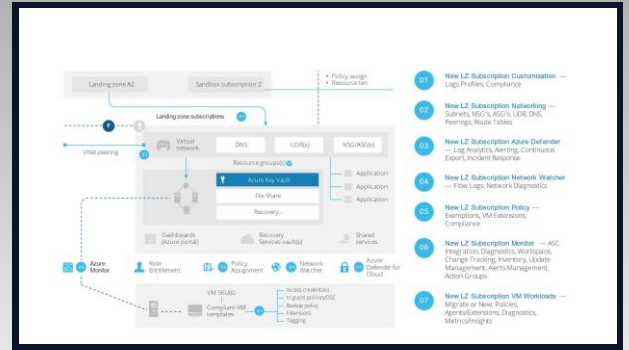 Landing zone A2
Sandbox subscription 2
• Policy assign
• Resource ten
Landing zone subscriptions
P
VNet peering
Virtual
network
DNS
UDR(s)
NSG/ASG(s)
Resource groups(s)
Azure Key Vault
File Share
Recovery...
Application
Application
Application
Dashboards
(Azure portal)
Recovery
Services vault(s)
Shared
services
Azure
Monitor
Role
Entitlement
Policy
Assignment
Network
Watcher
Azure
Defender for
Cloud
VM SKU(s)
Compliant VM
templates
Access credentials
In-guest policies/DSC
Backup policy
Extensions
Tagging
01
New LZ Subscription Customization —
Logs Profiles, Compliance
02
New LZ Subscription Networking —
Subnets, NSG's, ASG's, UDR, DNS,
Peerings, Route Tables
03
New LZ Subscription Azure Defender
— Log Analytics, Alerting, Continuous
Export, Incident Response
04
New LZ Subscription Network Watcher
— Flow Logs, Network Diagnostics
05
New LZ Subscription Policy —
Exemptions, VM Extensions,
Compliance
06
New LZ Subscription Monitor — ASC
Integration, Diagnostics, Workspace,
Change Tracking, Inventory, Update
Management, Alerts Management,
Action Groups
07
New LZ Subscription VM Workloads —
Migrate or New, Policies,
Agents/Extensions, Diagnostics,
Metrics/Insights